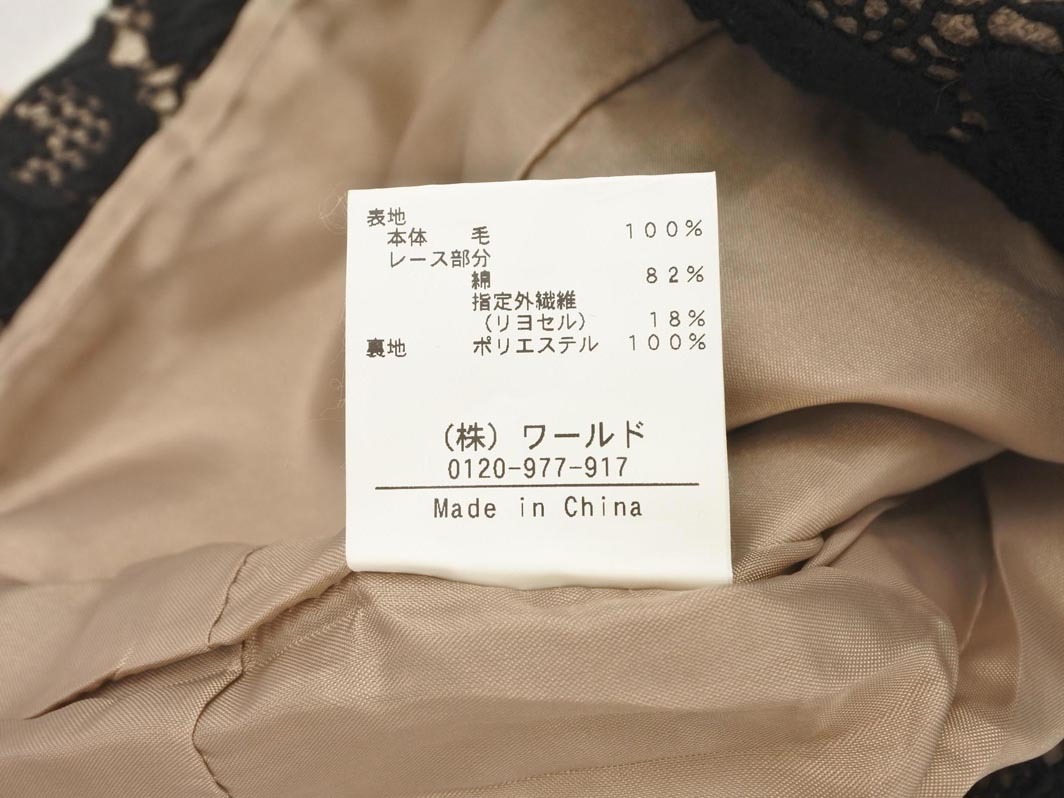 表地
本体 毛 100%
レース部分
綿 82%
指定外繊維
(リヨセル) 18%
裏地 ポリエステル 100%
(株) ワールド
0120-977-917
Made in China